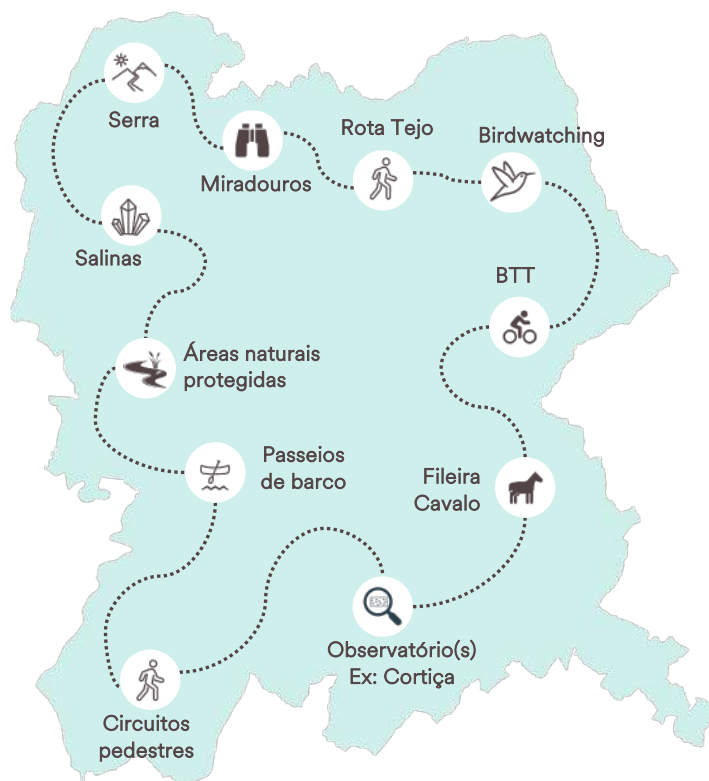 Serra
Miradouros
Rota Tejo
Birdwatching
Salinas
BTT
Áreas naturais
protegidas
Passeios
de barco
Fileira
Cavalo
Observatório(s)
Ex: Cortiça
Circuitos
pedestres